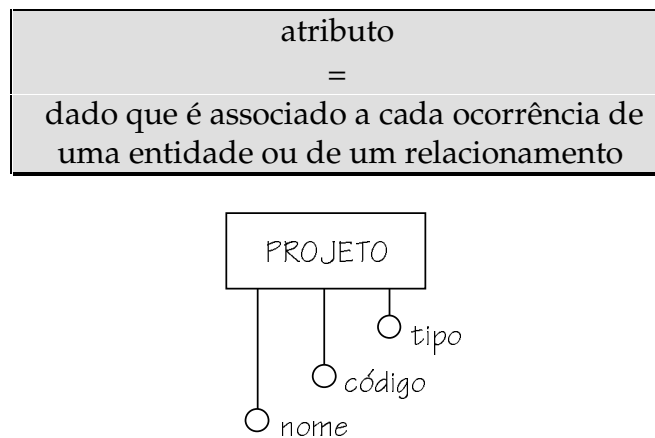 atributo
=
dado que é associado a cada ocorrência de
uma entidade ou de um relacionamento
PROJETO
tipo
código
nome